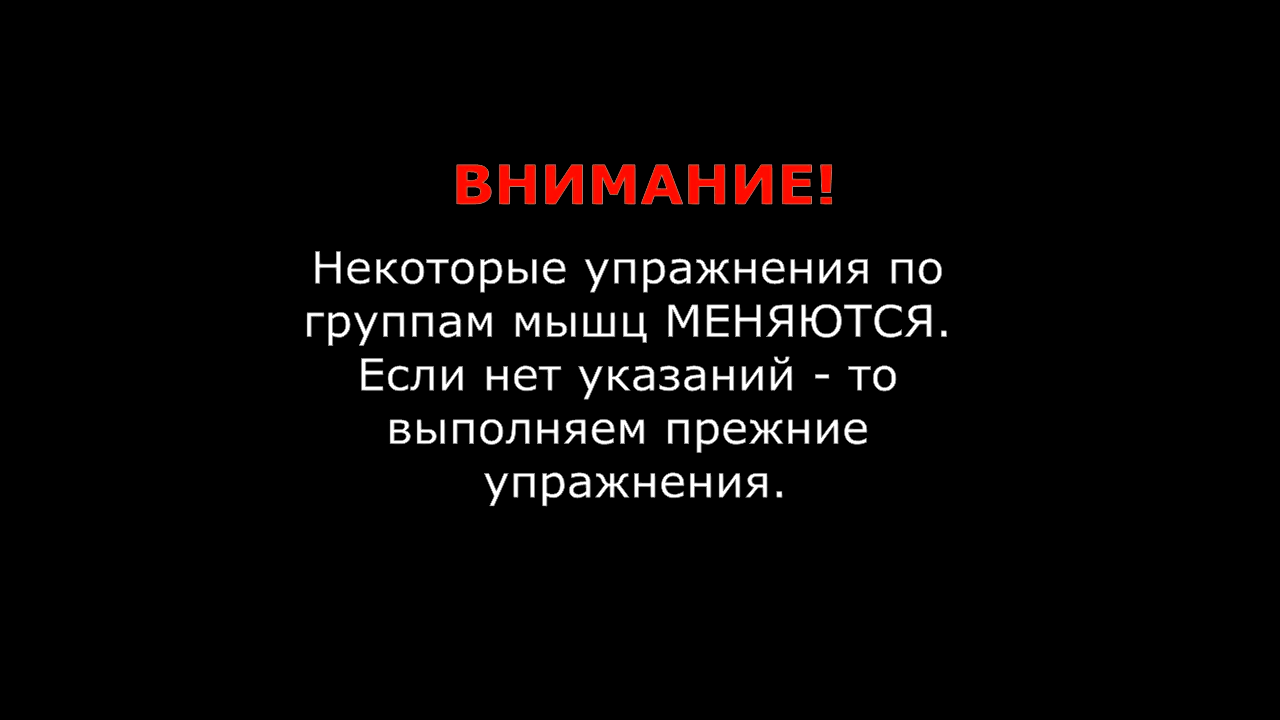 ВНИМАНИЕ!
Некоторые упражнения по
группам мышц МЕНЯЮТСЯ.
Если нет указаний - то
выполняем прежние
упражнения.